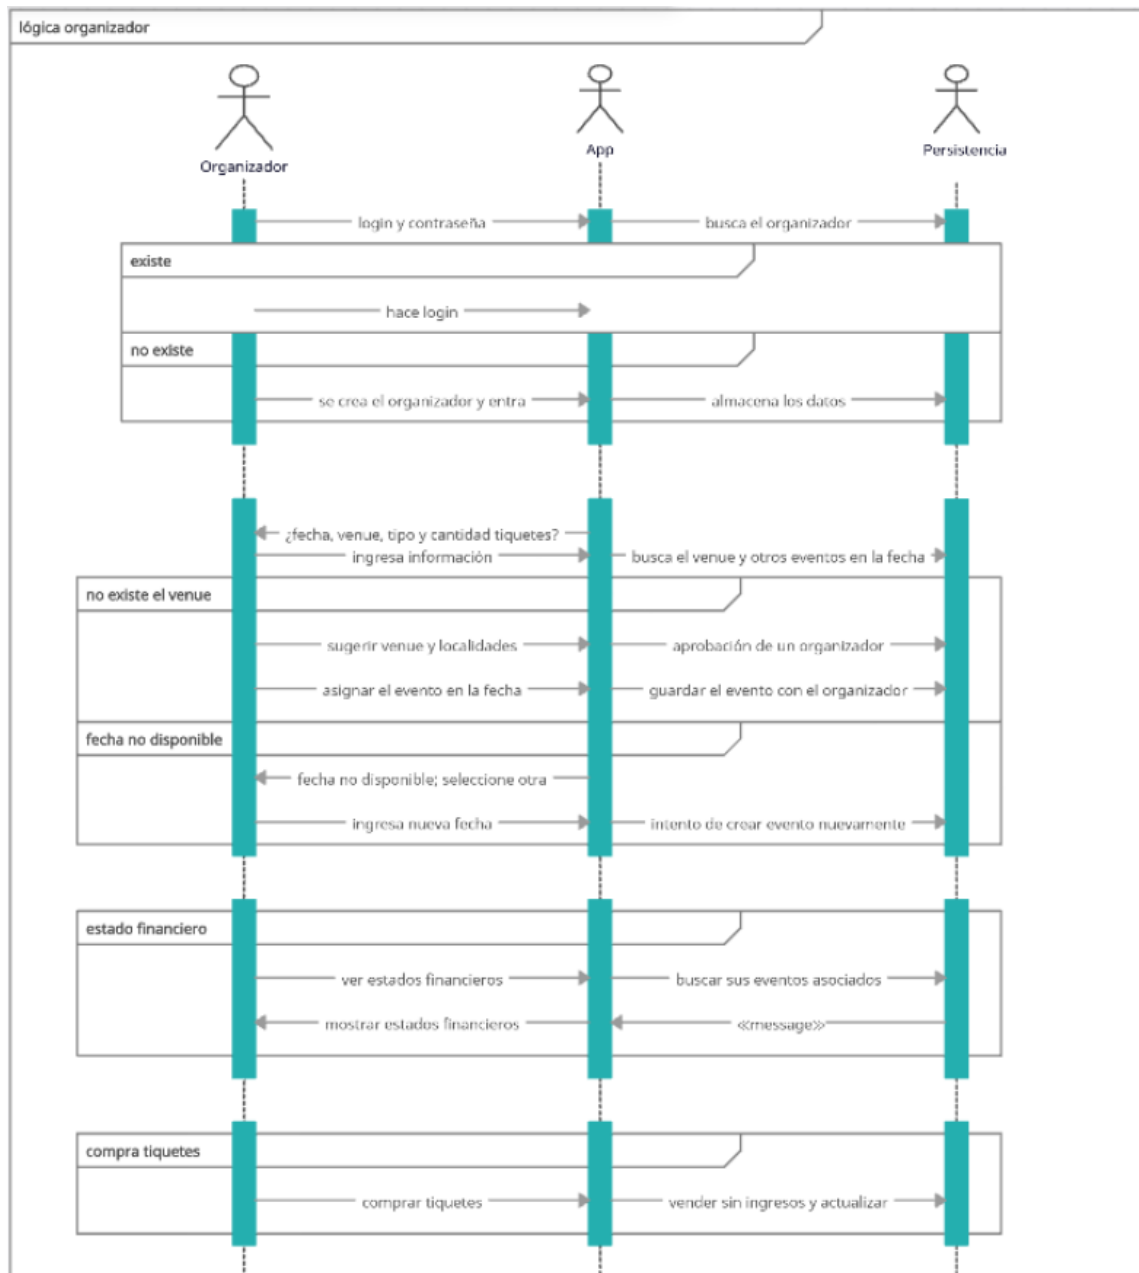 lógica organizador
Organizador
App
Persistencia
login y contraseña
busca el organizador
existe
hace login
no existe
se crea el organizador y entra
almacena los datos
¿fecha, venue, tipo y cantidad tiquetes?
ingresa información
busca el venue y otros eventos en la fecha
no existe el venue
sugerir venue y localidades
aprobación de un organizador
asignar el evento en la fecha
guardar el evento con el organizador
fecha no disponible
fecha no disponible; seleccione otra
ingresa nueva fecha
intento de crear evento nuevamente
estado financiero
ver estados financieros
buscar sus eventos asociados
mostrar estados financieros
«message»
compra tiquetes
comprar tiquetes
vender sin ingresos y actualizar